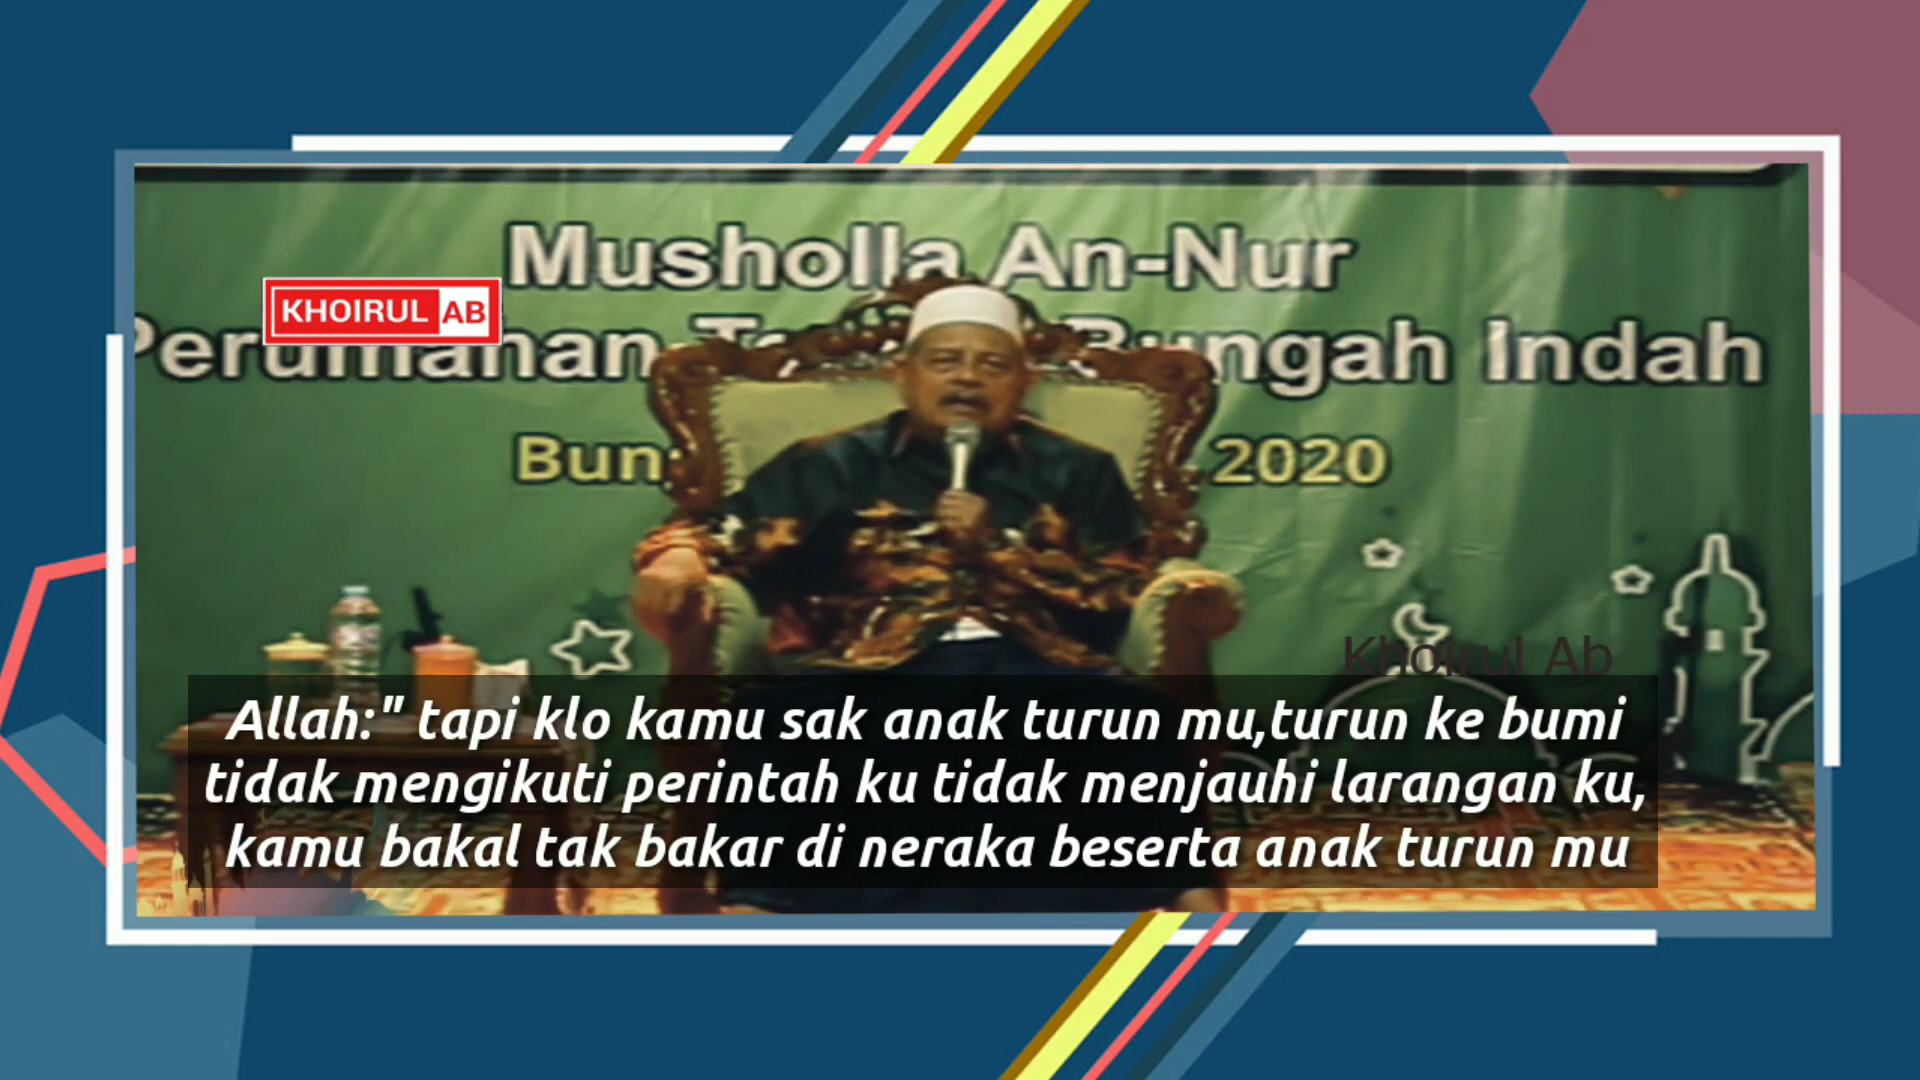 Musholla An-Nur
KHOIRUL AB
Perumahan Bungah Indah
2020
Khoirul Ab
Allah:" tapi klo kamu sak anak turun mu,turun ke bumi
tidak mengikuti perintah ku tidak menjauhi larangan ku,
kamu bakal tak bakar di neraka beserta anak turun mu